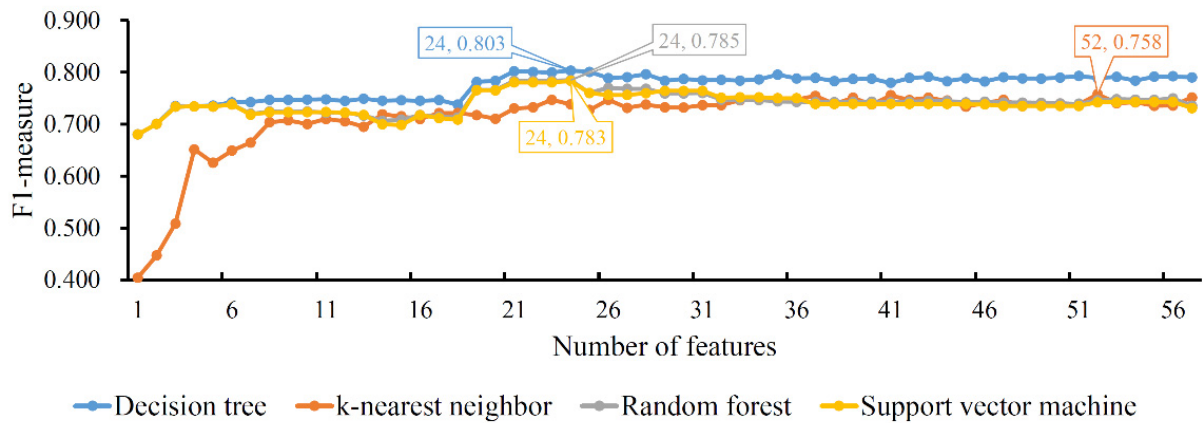 0.900
0.800
0.700
0.600
0.500
0.400
F1-measure
24, 0.803
24, 0.785
52, 0.758
24, 0.783
1 6 11 16 21 26 31 36 41 46 51 56
Number of features
Decision tree k-nearest neighbor Random forest Support vector machine